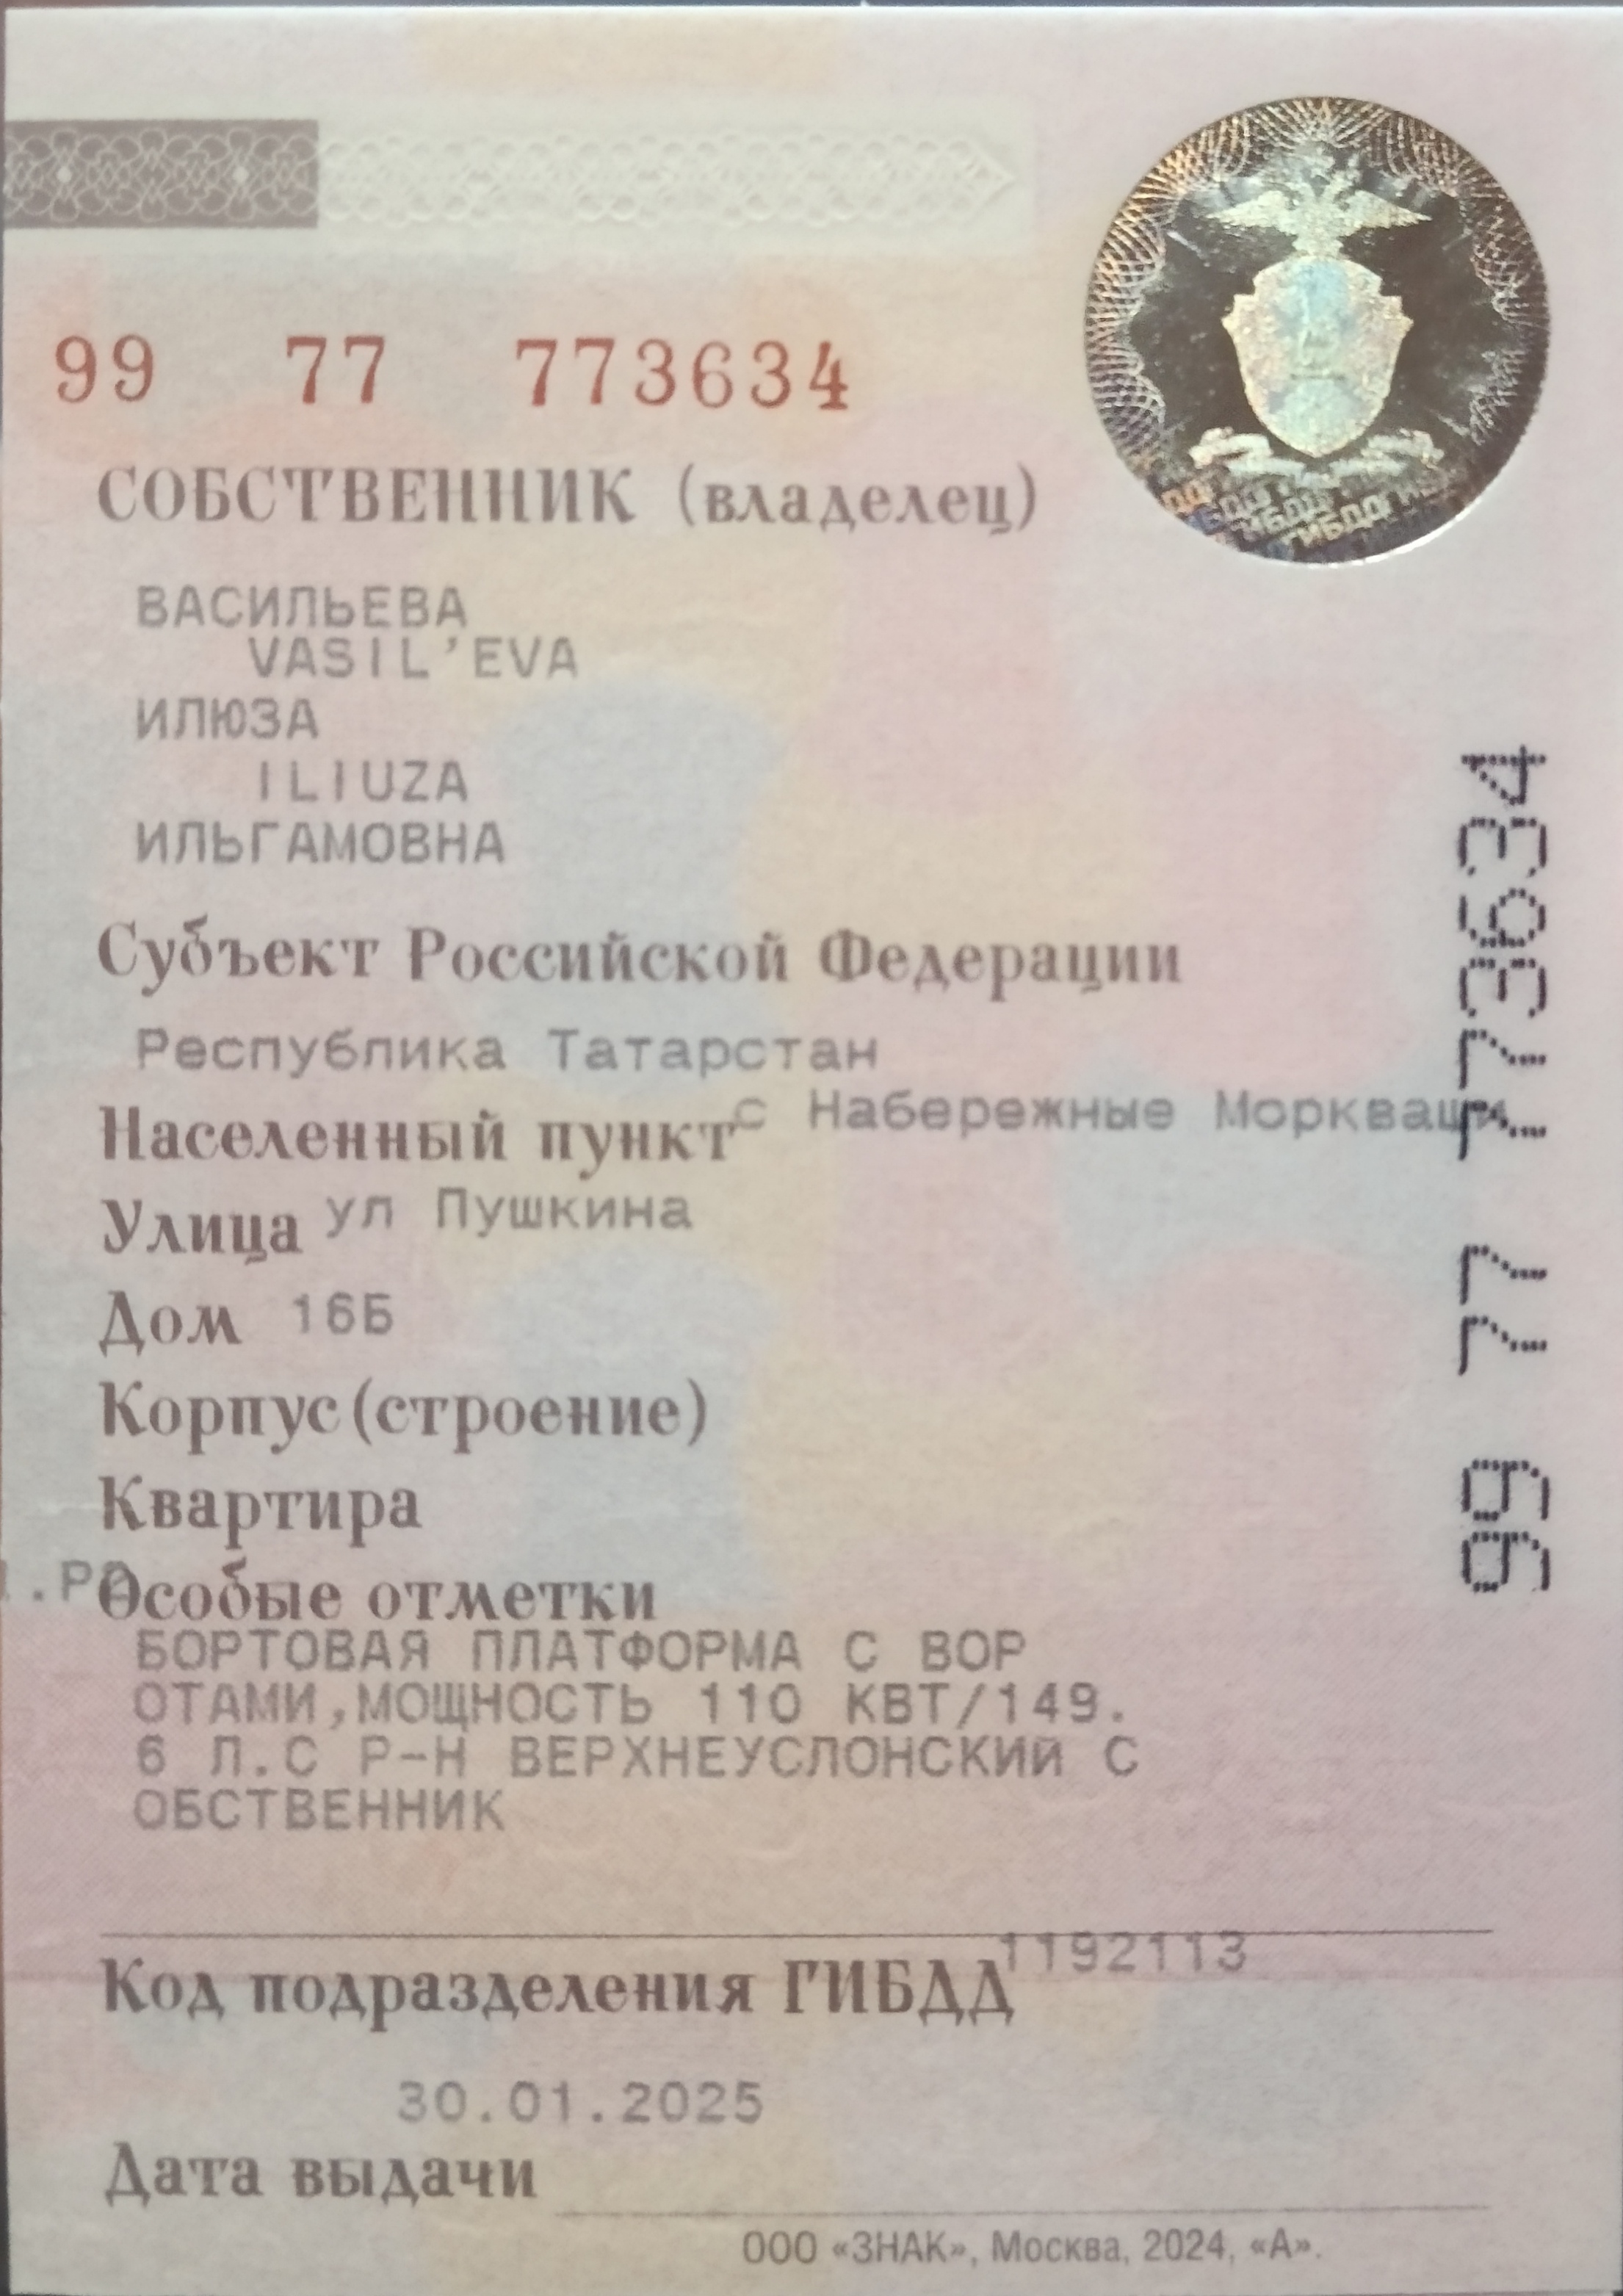 99 77 773634
СОБСТВЕННИК (владелец)
ВАСИЛЬЕВА
VASIL'EVA
ИЛЮЗА
ILIUZA
ИЛЬГАМОВНА
Субъект Российской Федерации
Республика Татарстан
Населенный пункт с Набережные Моркваши
Улица ул Пушкина
Дом 16Б
Корпус(строение)
Квартира
Особые отметки
БОРТОВАЯ ПЛАТФОРМА С ВОР
ОТАМИ,МОЩНОСТЬ 110 КВТ/149.
6 Л.С Р-Н ВЕРХНЕУСЛОНСКИЙ С
ОБСТВЕННИК
Код подразделения ГИБДД 1192113
30.01.2025
Дата выдачи
ООО «ЗНАК», Москва, 2024, «А».
99 77 773634
ГИБДД